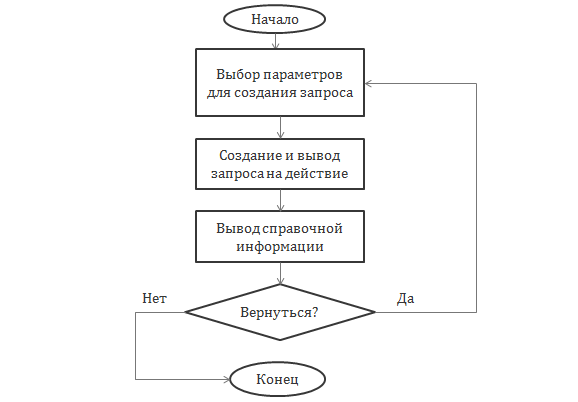 Начало
Выбор параметров
для создания запроса
Создание и вывод
запроса на действие
Вывод справочной
информации
Нет
Да
Вернуться?
Конец